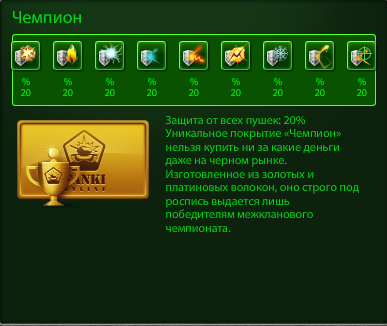 Чемпион
% % % % % % % % %
20 20 20 20 20 20 20 20 20
Защита от всех пушек: 20%
Уникальное покрытие «Чемпион»
нельзя купить ни за какие деньги
даже на черном рынке.
Изготовленное из золотых и
платиновых волокон, оно строго под
роспись выдается лишь
победителям межкланового
чемпионата.